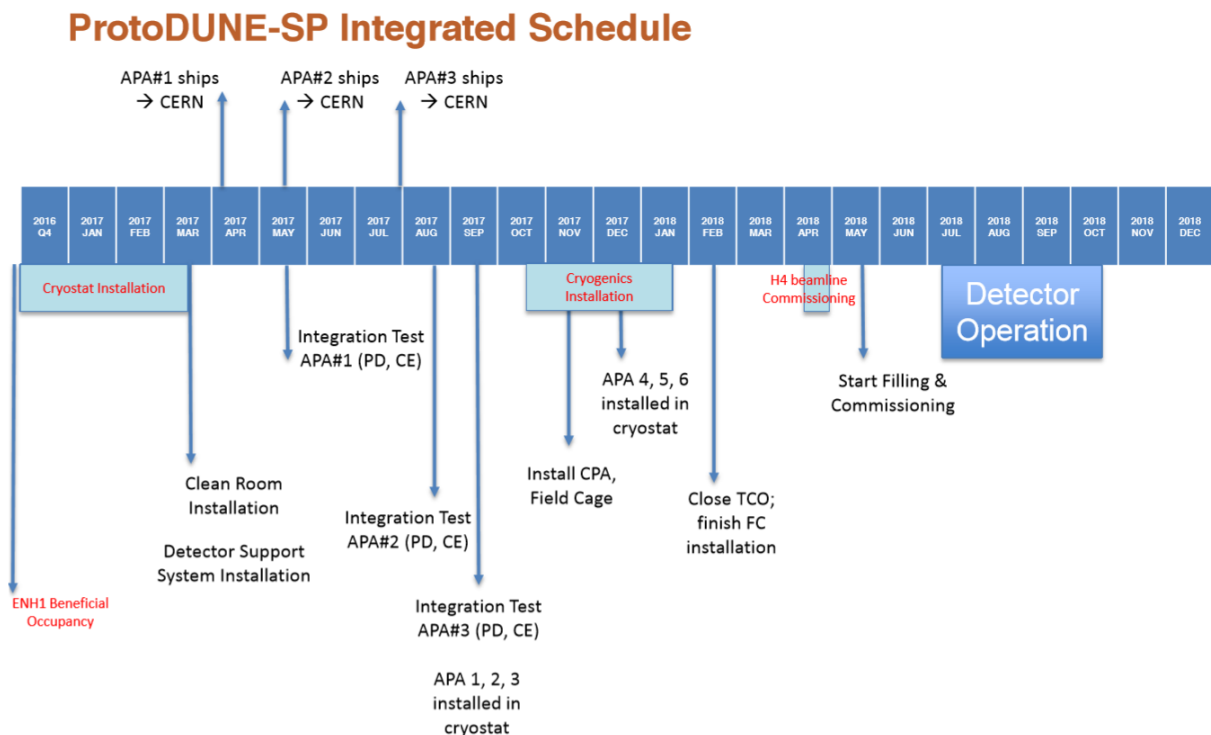 ProtoDUNE-SP Integrated Schedule
APA#1 ships
→ CERN
APA#2 ships
→ CERN
APA#3 ships
→ CERN
2016
Q4
2017
JAN
2017
FEB
2017
MAR
2017
APR
2017
MAY
2017
JUN
2017
JUL
2017
AUG
2017
SEP
2017
OCT
2017
NOV
2017
DEC
2018
JAN
2018
FEB
2018
MAR
2018
APR
2018
MAY
2018
JUN
2018
JUL
2018
AUG
2018
SEP
2018
OCT
2018
NOV
2018
DEC
Cryostat Installation
Cryogenics
Installation
H4 beamline
Commissioning
Detector
Operation
Integration Test
APA#1 (PD, CE)
APA 4, 5, 6
installed in
cryostat
Start Filling &
Commissioning
Clean Room
Installation
Detector Support
System Installation
Integration Test
APA#2 (PD, CE)
Install CPA,
Field Cage
Close TCO;
finish FC
installation
ENH1 Beneficial
Occupancy
Integration Test
APA#3 (PD, CE)
APA 1, 2, 3
installed in
cryostat